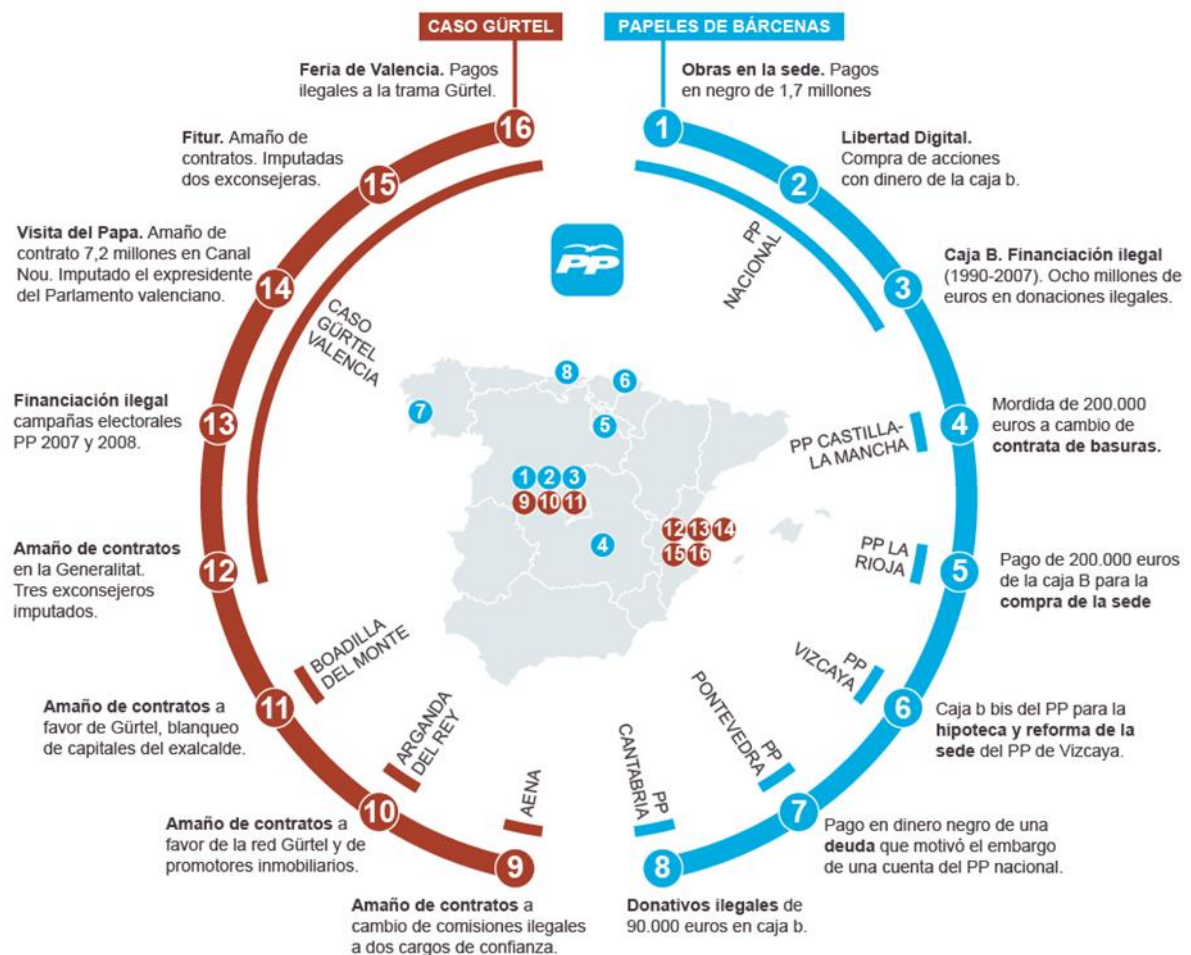 CASO GÜRTEL
PAPELES DE BÁRCENAS
Feria de Valencia. Pagos
ilegales a la trama Gürtel.
16
Fitur. Amaño de
contratos. Imputadas
dos exconsejeras.
15
Visita del Papa. Amaño de
contrato 7,2 millones en Canal
Nou. Imputado el expresidente
del Parlamento valenciano.
14
Financiación ilegal
campañas electorales
PP 2007 y 2008.
13
Amaño de contratos
en la Generalitat.
Tres exconsejeros
imputados.
12
CASO
GÜRTEL
VALENCIA
Amaño de contratos a
favor de Gürtel, blanqueo
de capitales del exalcalde.
11
BOADILLA
DEL MONTE
Amaño de contratos a
favor de la red Gürtel y de
promotores inmobiliarios.
10
ARGANDA
DEL REY
Amaño de contratos a
cambio de comisiones ilegales
a dos cargos de confianza.
9
AENA
Obras en la sede. Pagos
en negro de 1,7 millones
1
Libertad Digital.
Compra de acciones
con dinero de la caja b.
2
Caja B. Financiación ilegal
(1990-2007). Ocho millones de
euros en donaciones ilegales.
3
PP
NACIONAL
Mordida de 200.000
euros a cambio de
contrata de basuras.
4
PP CASTILLA-
LA MANCHA
Pago de 200.000 euros
de la caja B para la
compra de la sede
5
PP LA
RIOJA
Caja b bis del PP para la
hipoteca y reforma de la
sede del PP de Vizcaya.
6
PP
VIZCAYA
Pago en dinero negro de una
deuda que motivó el embargo
de una cuenta del PP nacional.
7
PP
PONTEVEDRA
Donativos ilegales de
90.000 euros en caja b.
8
PP
CANTABRIA
PP
8
6
7
5
1 2 3
9 10 11
4
12 13 14
15 16